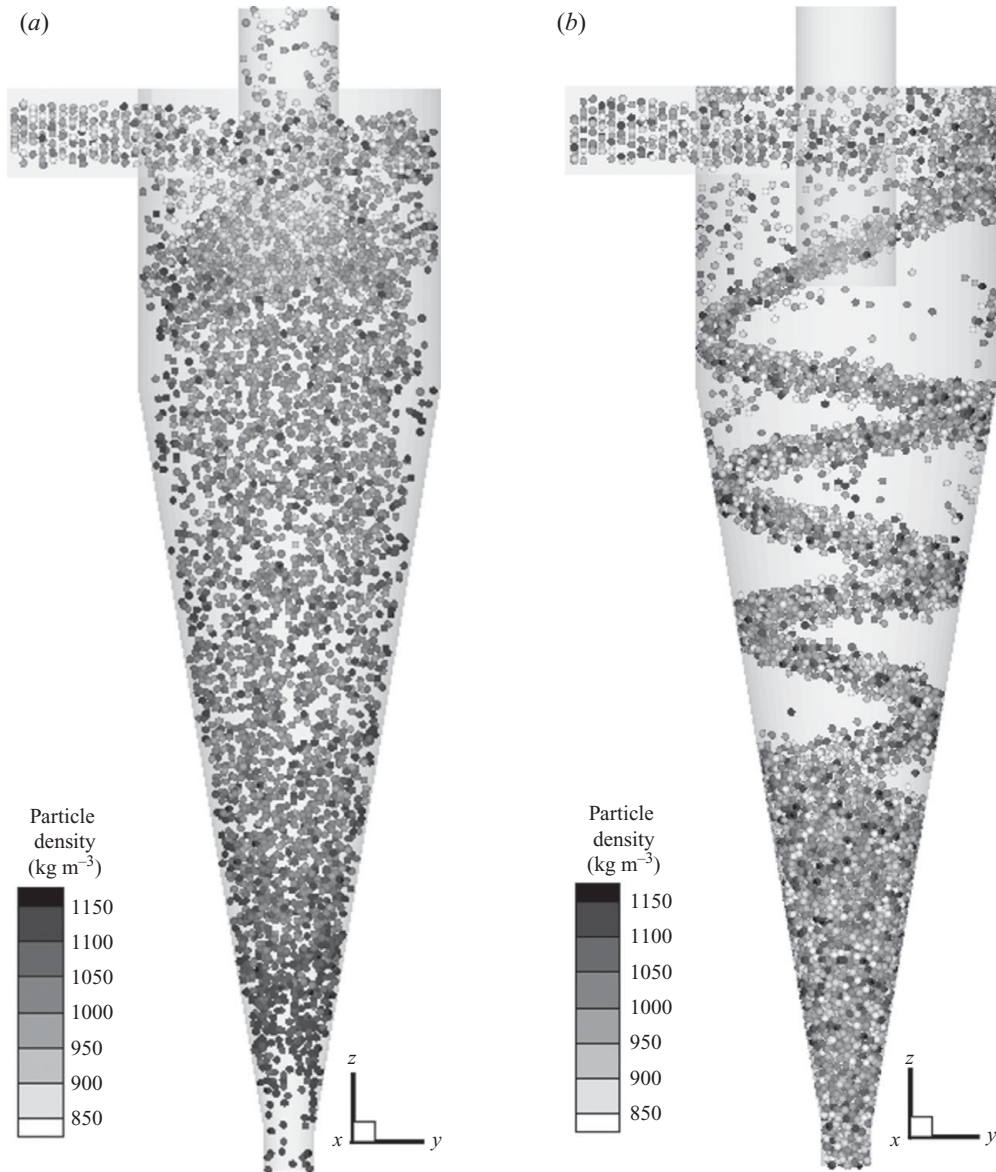 (a)
(b)
Particle
density
(kg m⁻³)
1150
1100
1050
1000
950
900
850
z
x
y
Particle
density
(kg m⁻³)
1150
1100
1050
1000
950
900
850
z
x
y